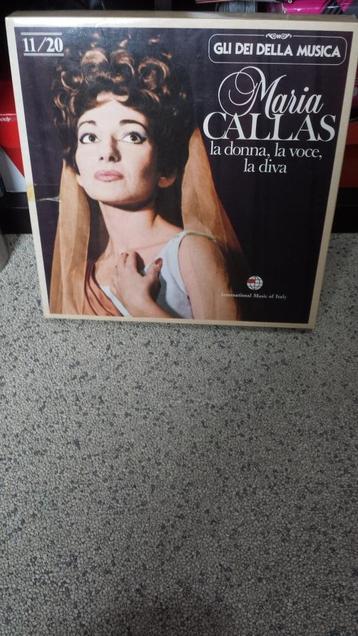 11/20
GLI DEI DELLA MUSICA
Maria
CALLAS
la donna, la voce,
la diva
International Music of Italy